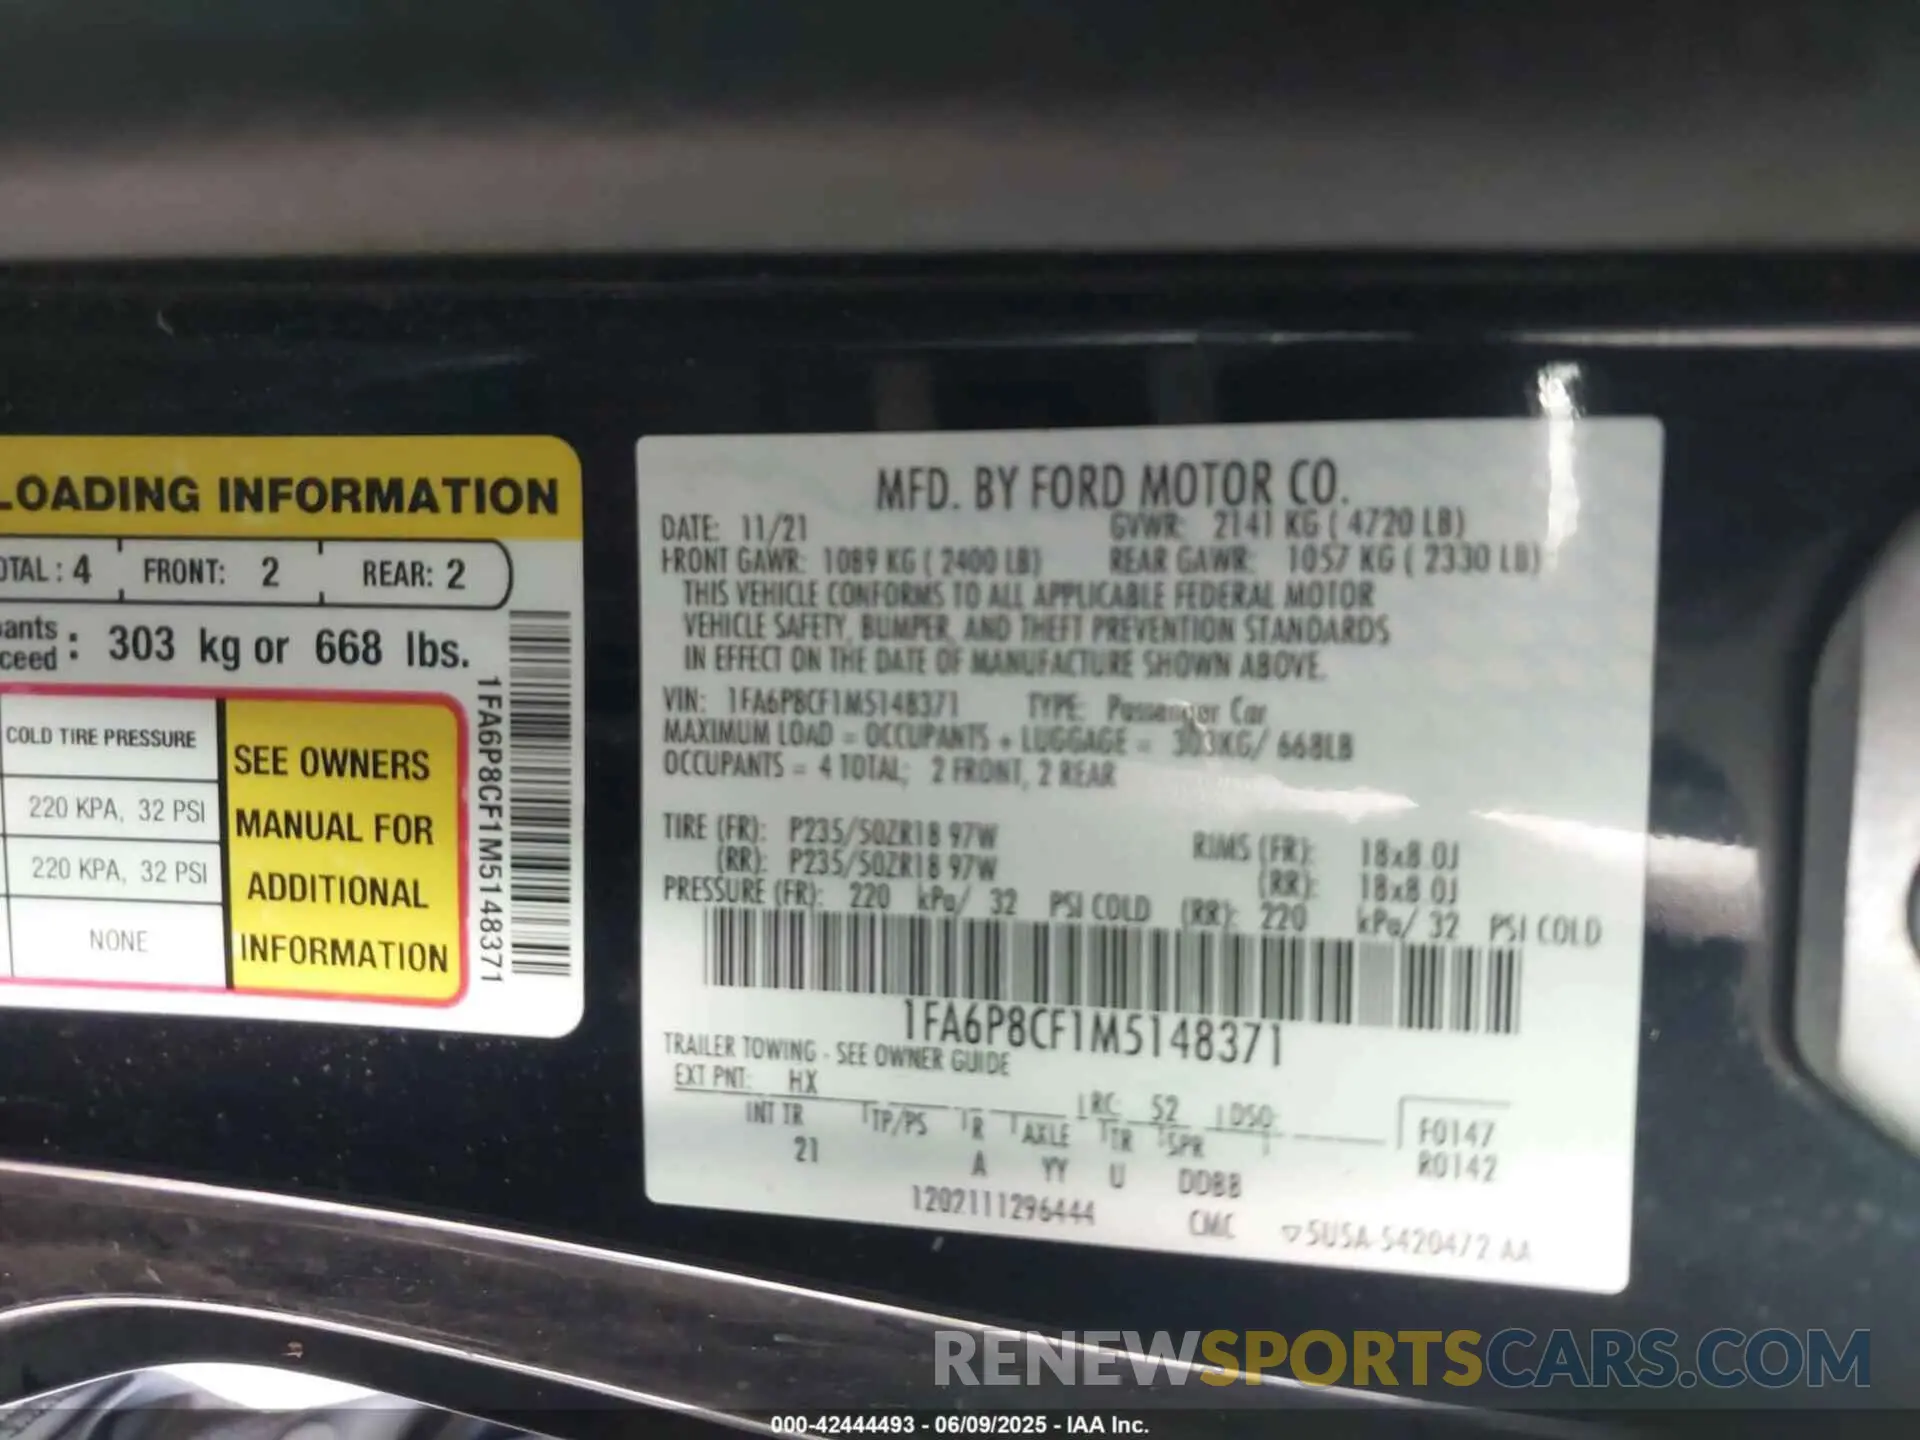 LOADING INFORMATION
OTAL : 4 FRONT: 2 REAR: 2
ants
ceed : 303 kg or 668 lbs.
COLD TIRE PRESSURE
220 KPA, 32 PSI
220 KPA, 32 PSI
NONE
SEE OWNERS
MANUAL FOR
ADDITIONAL
INFORMATION
1FA6P8CF1M5148371
MFD. BY FORD MOTOR CO.
DATE: 11/21 GVWR: 2141 KG ( 4720 LB)
FRONT GAWR: 1089 KG ( 2400 LB) REAR GAWR: 1057 KG ( 2330 LB)
THIS VEHICLE CONFORMS TO ALL APPLICABLE FEDERAL MOTOR
VEHICLE SAFETY, BUMPER, AND THEFT PREVENTION STANDARDS
IN EFFECT ON THE DATE OF MANUFACTURE SHOWN ABOVE.
VIN: 1FA6P8CF1M5148371 TYPE: Passenger Car
MAXIMUM LOAD = OCCUPANTS + LUGGAGE = 303KG/ 668LB
OCCUPANTS = 4 TOTAL; 2 FRONT, 2 REAR
TIRE (FR): P235/50ZR18 97W RIMS (FR): 18x8.0J
(RR): P235/50ZR18 97W (RR): 18x8.0J
PRESSURE (FR): 220 kPa/ 32 PSI COLD (RR): 220 kPa/ 32 PSI COLD
1FA6P8CF1M5148371
TRAILER TOWING - SEE OWNER GUIDE
EXT PNT: HX RC: 52 DSO:
INT TR TP/PS R AXLE TR SPR F0147
21 A YY U DDBB R0142
1202111296444 CMC 5U5A-5420472 AA
RENEWSPORTSCARS.COM
000-42444493 - 06/09/2025 - IAA Inc.